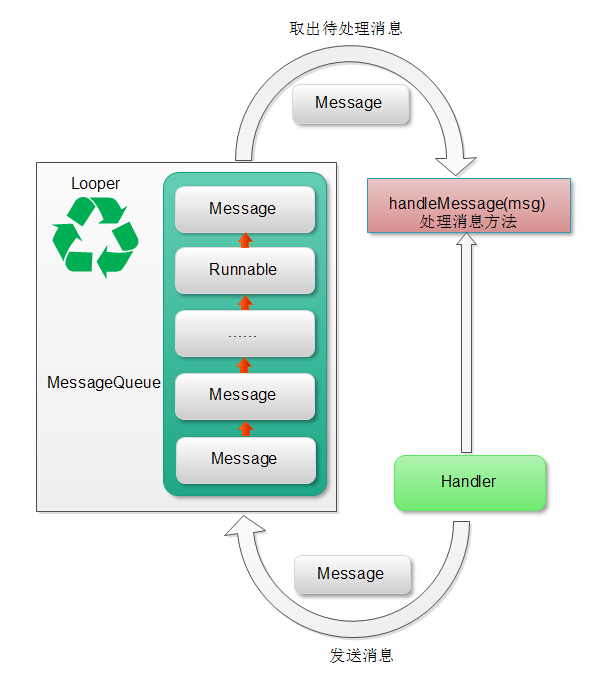 取出待处理消息
Message
Looper
Message
handleMessage(msg)
处理消息方法
Runnable
......
MessageQueue
Message
Message
Handler
Message
发送消息